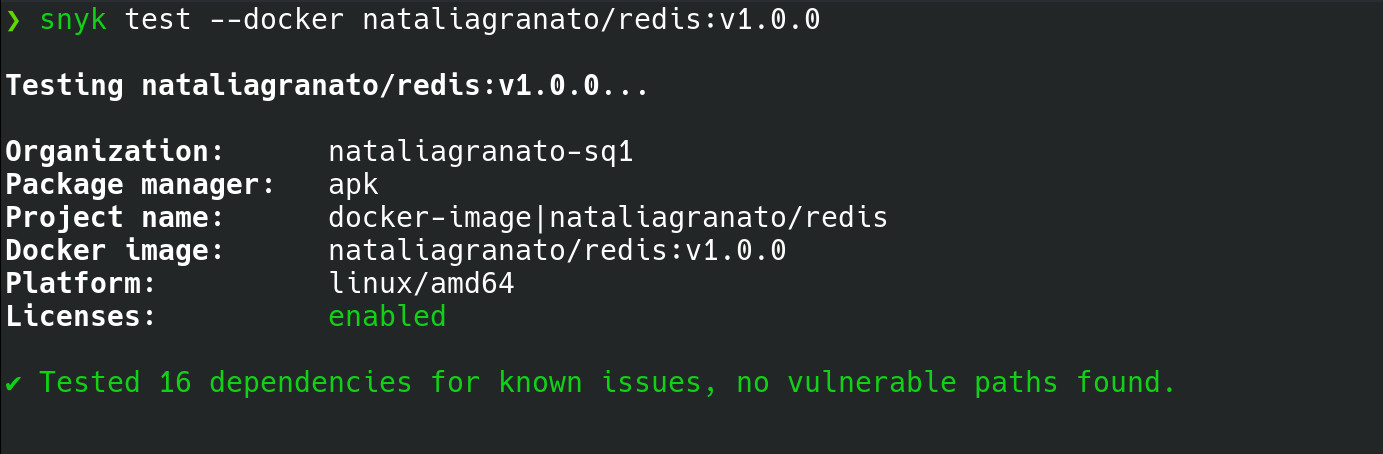 ❯ snyk test --docker nataliagranato/redis:v1.0.0
Testing nataliagranato/redis:v1.0.0...
Organization:      nataliagranato-sq1
Package manager:   apk
Project name:      docker-image|nataliagranato/redis
Docker image:      nataliagranato/redis:v1.0.0
Platform:          linux/amd64
Licenses:          enabled
✔ Tested 16 dependencies for known issues, no vulnerable paths found.